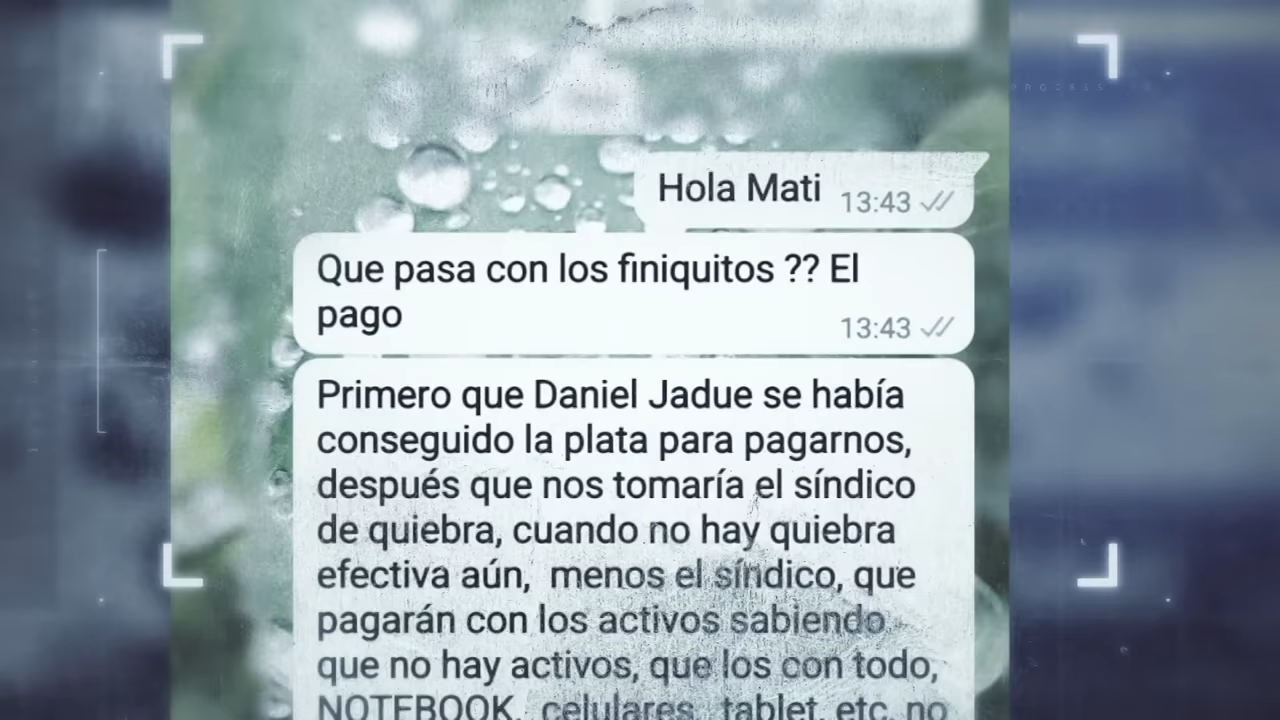 Hola Mati 13:43
Que pasa con los finiquitos ?? El
pago 13:43
Primero que Daniel Jadue se había
conseguido la plata para pagarnos,
después que nos tomaría el síndico
de quiebra, cuando no hay quiebra
efectiva aún,  menos el síndico, que
pagarán con los activos sabiendo
que no hay activos, que los con todo,
NOTEBOOK,  celulares,  tablet, etc, no